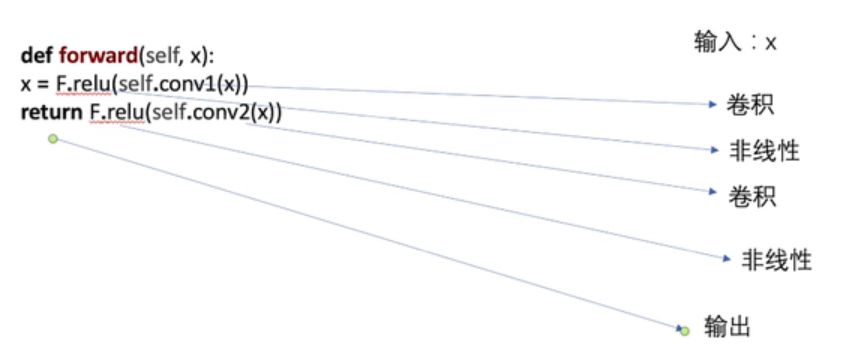 def forward(self, x):
x = F.relu(self.conv1(x))
return F.relu(self.conv2(x))
输入：x
卷积
非线性
卷积
非线性
输出